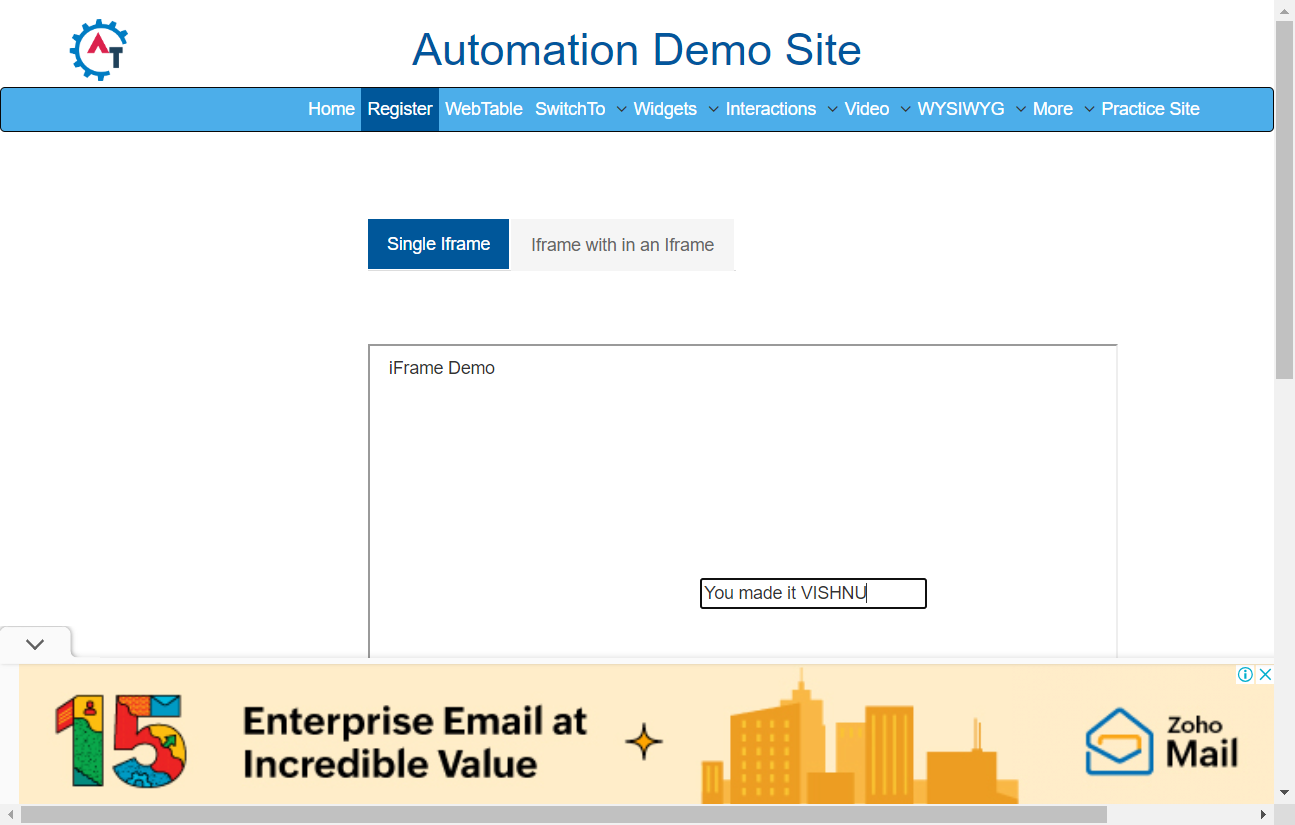 AT
Automation Demo Site
Home Register WebTable SwitchTo Widgets Interactions Video WYSIWYG More Practice Site
Single Iframe Iframe with in an Iframe
iFrame Demo
You made it VISHNU
15
Enterprise Email at
Incredible Value
Zoho
Mail